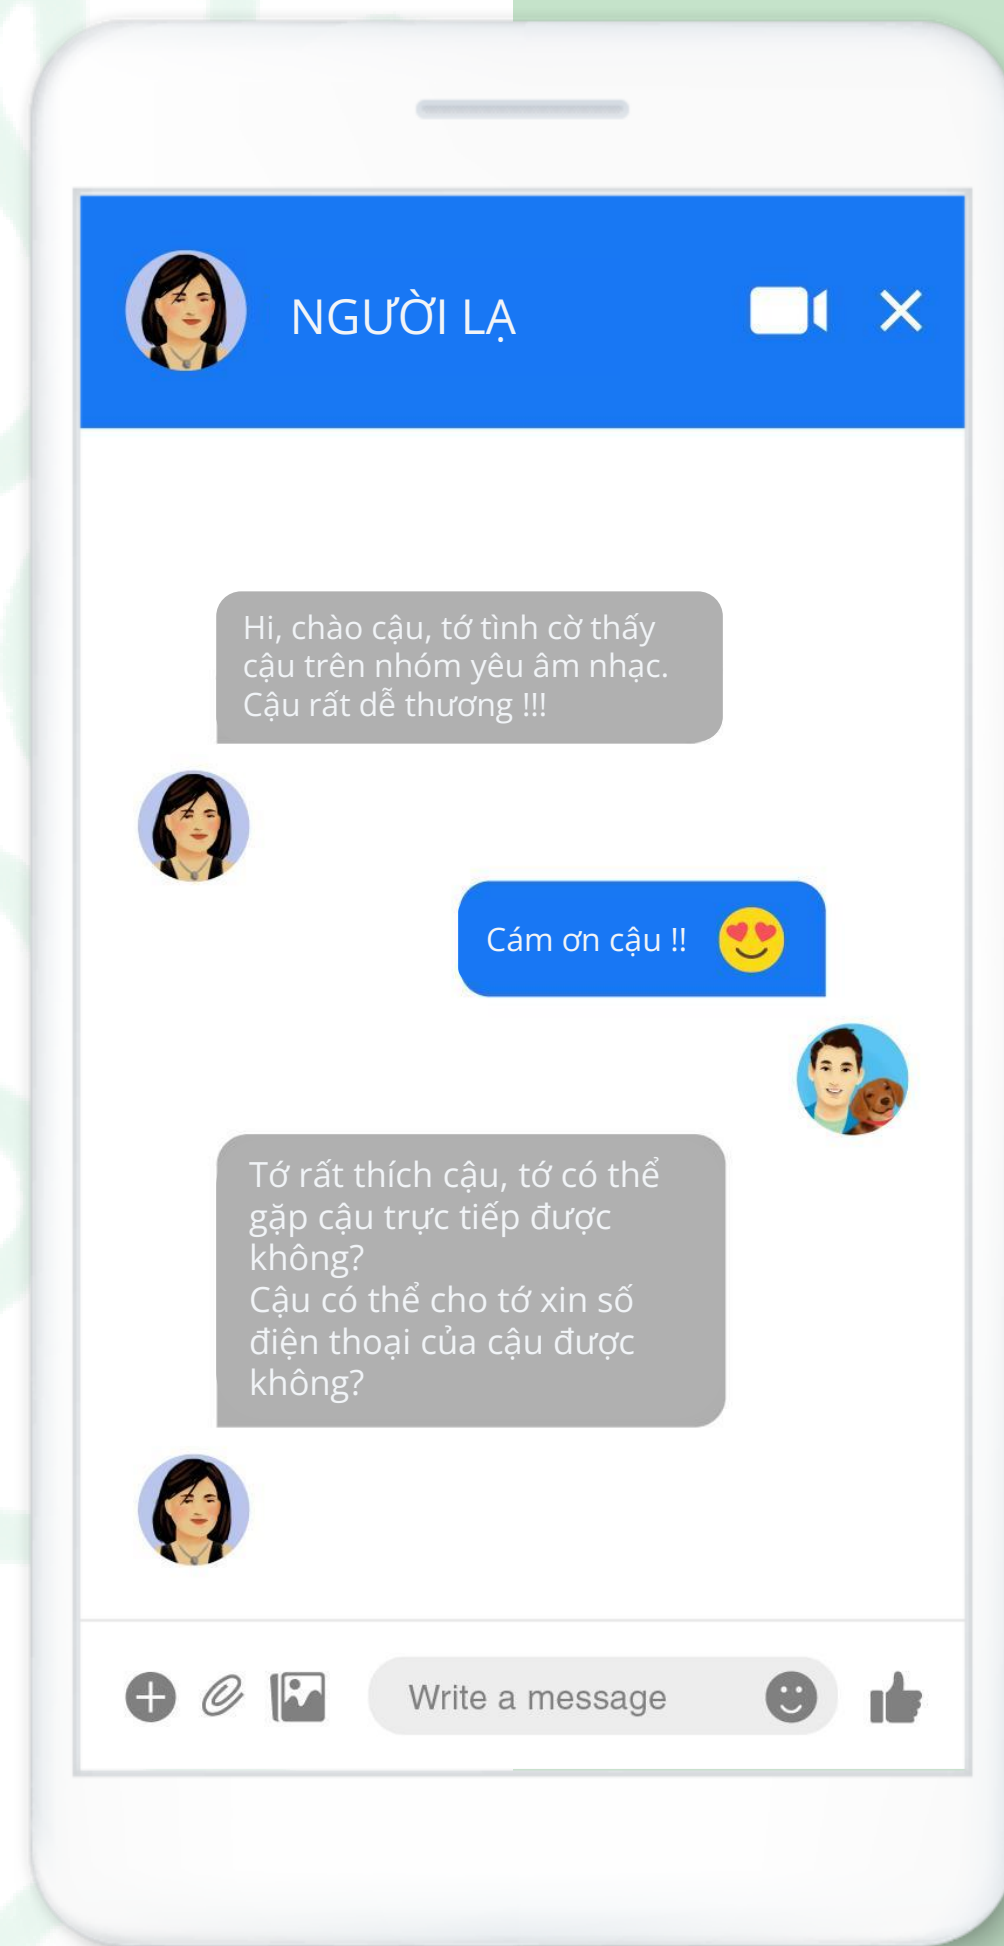 NGƯỜI LẠ
Hi, chào cậu, tớ tình cờ thấy
cậu trên nhóm yêu âm nhạc.
Cậu rất dễ thương !!!
Cám ơn cậu !!
Tớ rất thích cậu, tớ có thể
gặp cậu trực tiếp được
không?
Cậu có thể cho tớ xin số
điện thoại của cậu được
không?
Write a message